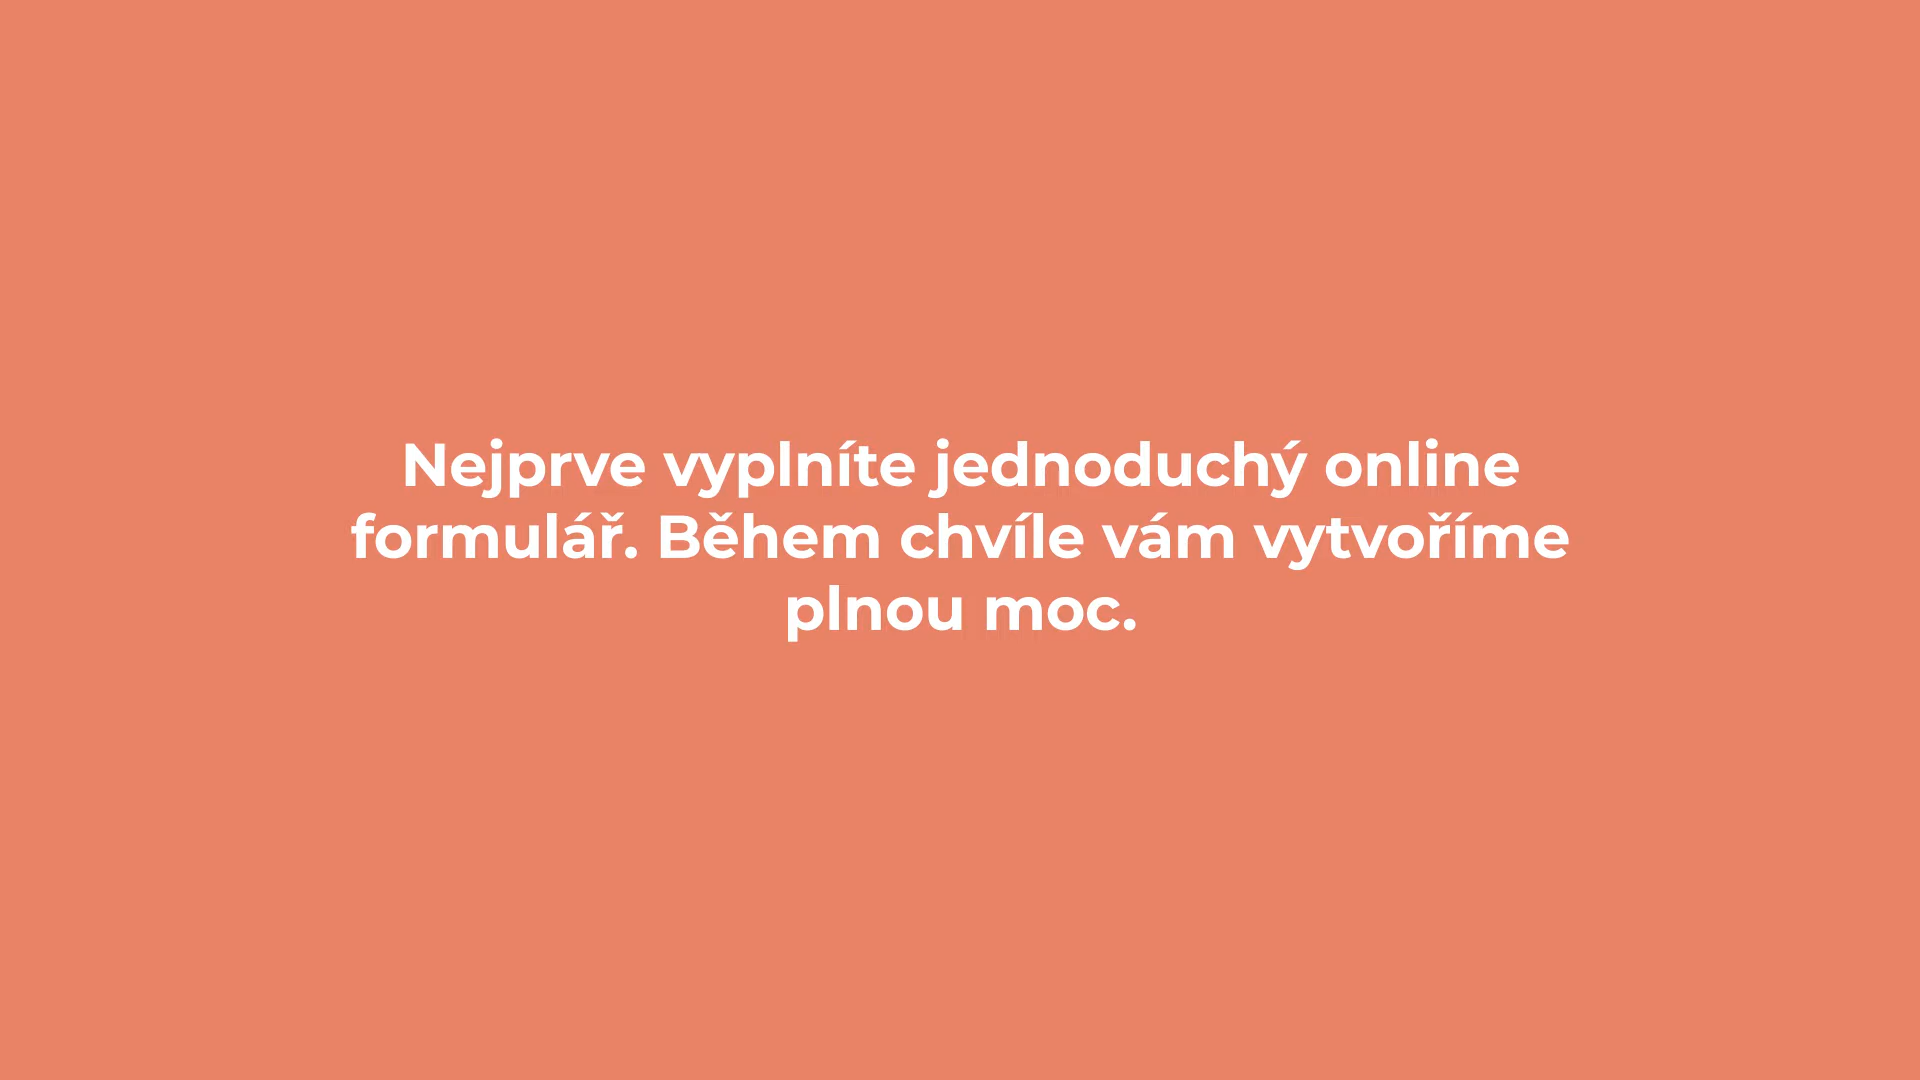 Nejprve vyplníte jednoduchý online
formulář. Během chvíle vám vytvoříme
plnou moc.